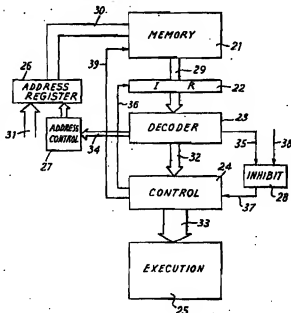 30
MEMORY
21
26
39
29
ADDRESS
REGISTER
36
I R
22
31
ADDRESS
CONTROL
27
34
DECODER
23
32
35
38
24
INHIBIT
28
CONTROL
37
33
EXECUTION
25